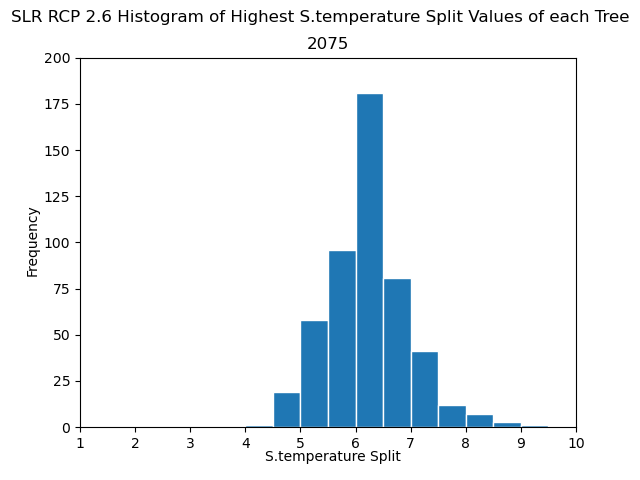 SLR RCP 2.6 Histogram of Highest S.temperature Split Values of each Tree
2075
200
175
150
125
100
75
50
25
0
Frequency
1 2 3 4 5 6 7 8 9 10
S.temperature Split